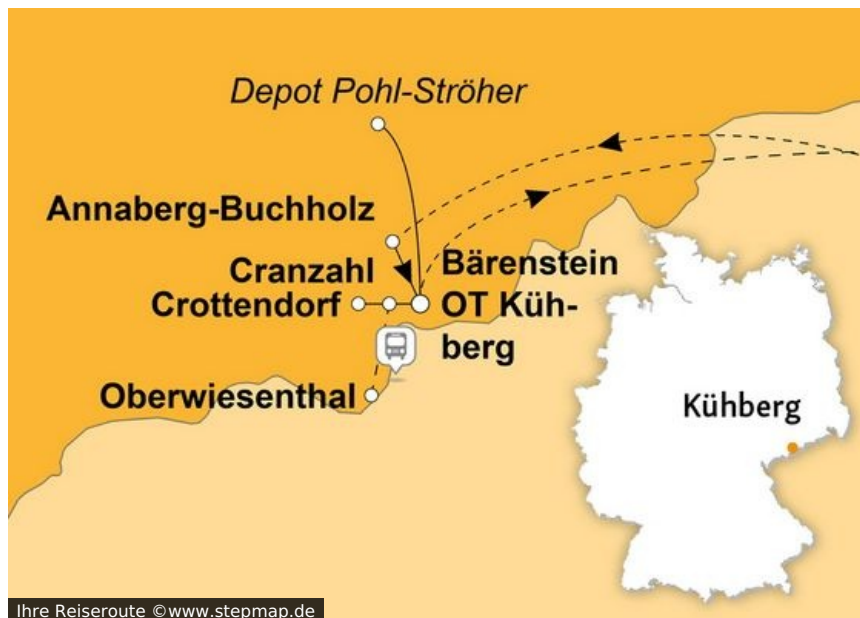 Depot Pohl-Ströher
Annaberg-Buchholz
Cranzahl
Bärenstein
Crottendorf
OT Küh-
berg
Oberwiesenthal
Kühberg
Ihre Reiseroute ©www.stepmap.de